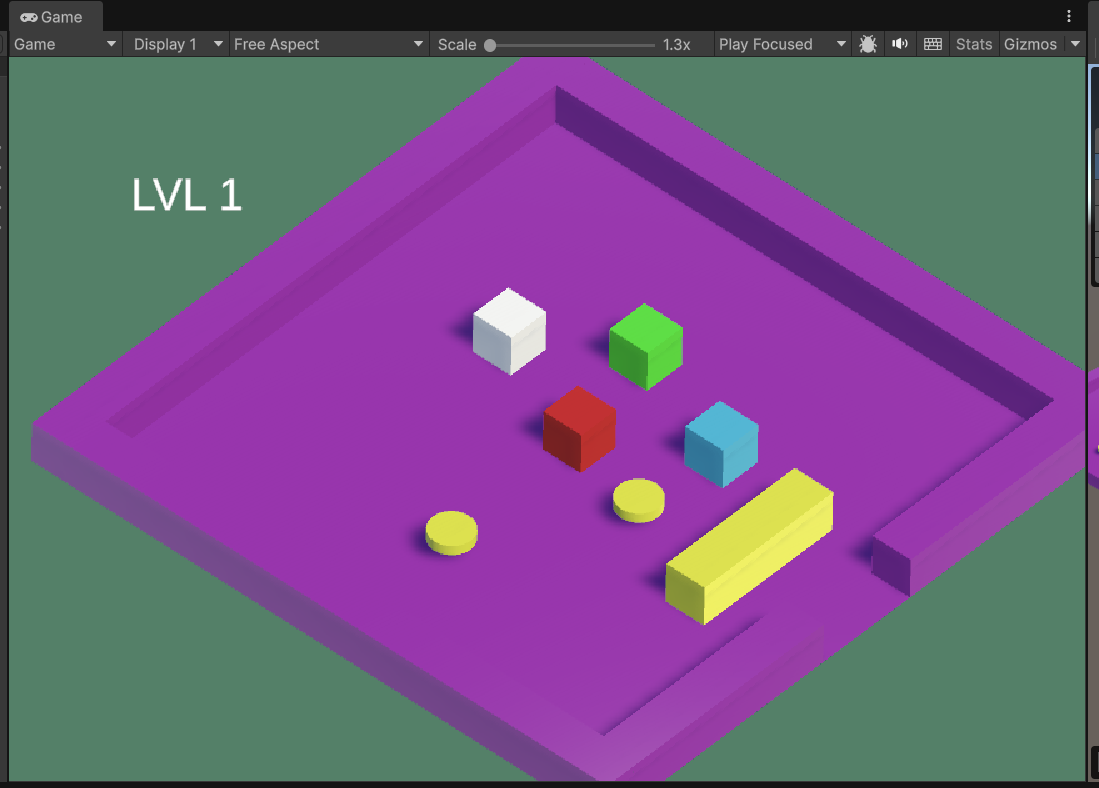 Game
Game Display 1 Free Aspect Scale 1.3x Play Focused Stats Gizmos
LVL 1